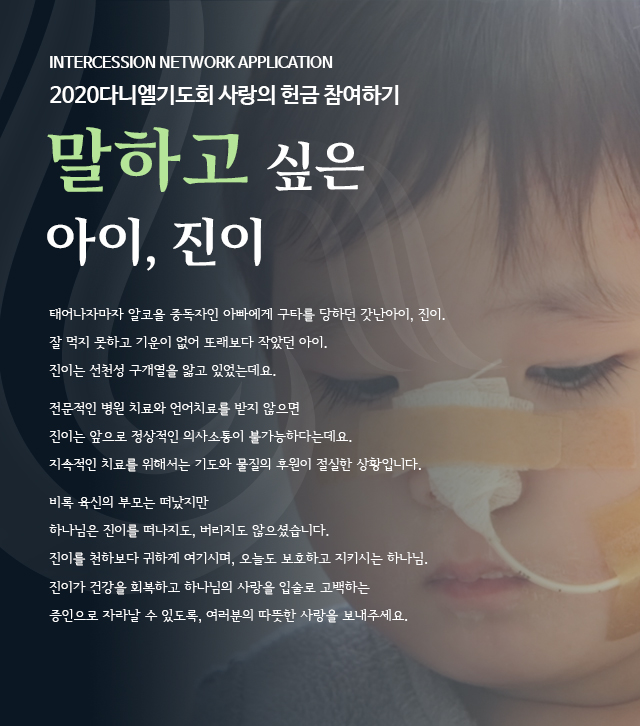 INTERCESSION NETWORK APPLICATION
2020다니엘기도회 사랑의 헌금 참여하기
말하고 싶은
아이, 진이
태어나자마자 알코올 중독자인 아빠에게 구타를 당하던 갓난아이, 진이.
잘 먹지 못하고 기운이 없어 또래보다 작았던 아이.
진이는 선천성 구개열을 앓고 있었는데요.
전문적인 병원 치료와 언어치료를 받지 않으면
진이는 앞으로 정상적인 의사소통이 불가능하다는데요.
지속적인 치료를 위해서는 기도와 물질의 후원이 절실한 상황입니다.
비록 육신의 부모는 떠났지만
하나님은 진이를 떠나지도, 버리지도 않으셨습니다.
진이를 천하보다 귀하게 여기시며, 오늘도 보호하고 지키시는 하나님.
진이가 건강을 회복하고 하나님의 사랑을 입술로 고백하는
증인으로 자라날 수 있도록, 여러분의 따뜻한 사랑을 보내주세요.